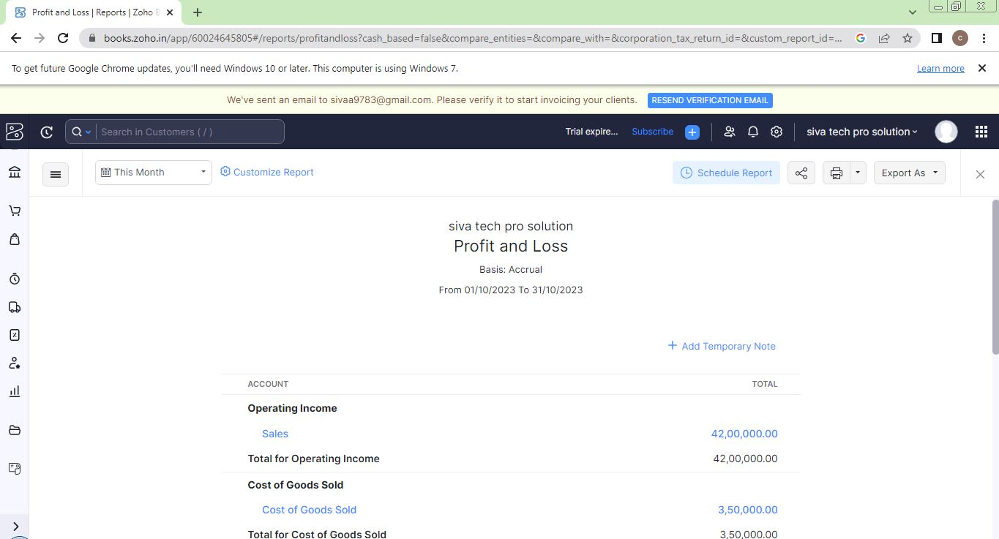 Profit and Loss | Reports | Zoho B
books.zoho.in/app/60024645805#/reports/profitandloss?cash_based=false&compare_entities=&compare_with=&corporation_tax_return_id=&custom_report_id=...
To get future Google Chrome updates, you'll need Windows 10 or later. This computer is using Windows 7. Learn more
We've sent an email to sivaa9783@gmail.com. Please verify it to start invoicing your clients. RESEND VERIFICATION EMAIL
Search in Customers ( / ) Trial expire... Subscribe siva tech pro solution
This Month Customize Report Schedule Report Export As
siva tech pro solution
Profit and Loss
Basis: Accrual
From 01/10/2023 To 31/10/2023
Add Temporary Note
ACCOUNT TOTAL
Operating Income
Sales 42,00,000.00
Total for Operating Income 42,00,000.00
Cost of Goods Sold
Cost of Goods Sold 3,50,000.00
Total for Cost of Goods Sold 3,50,000.00